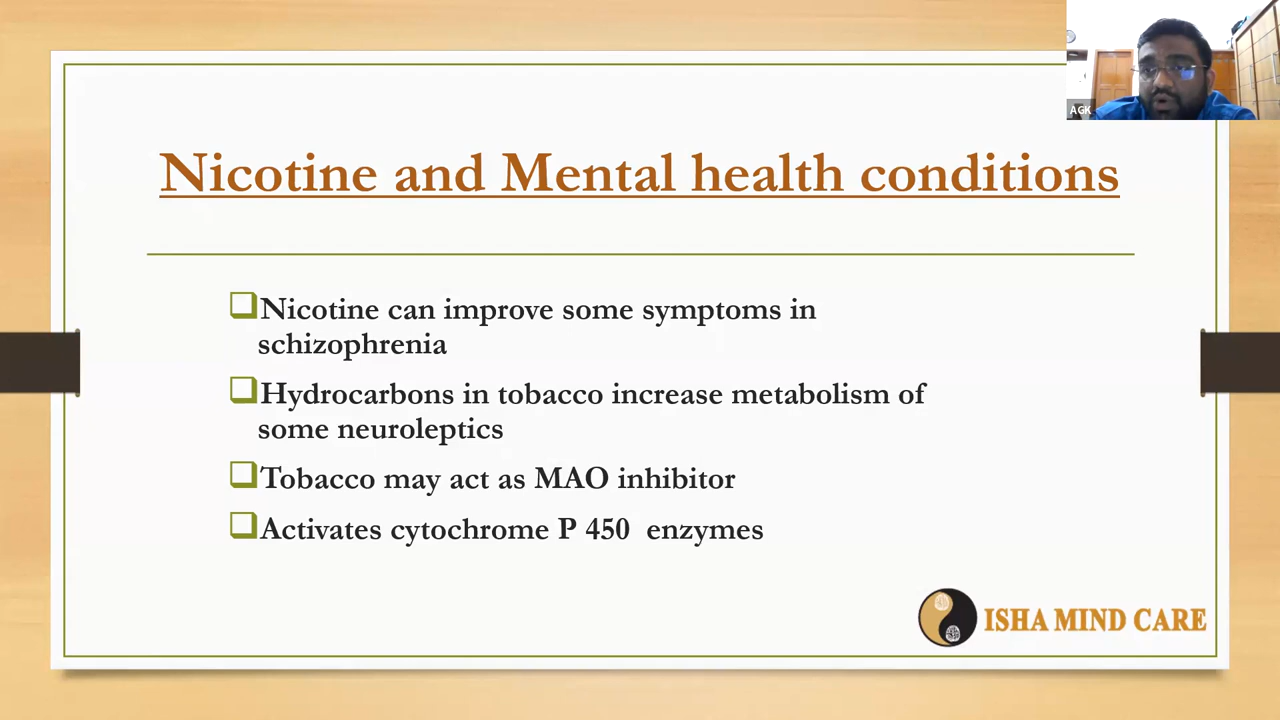 AGK
Nicotine and Mental health conditions
Nicotine can improve some symptoms in
schizophrenia
Hydrocarbons in tobacco increase metabolism of
some neuroleptics
Tobacco may act as MAO inhibitor
Activates cytochrome P 450 enzymes
ISHA MIND CARE